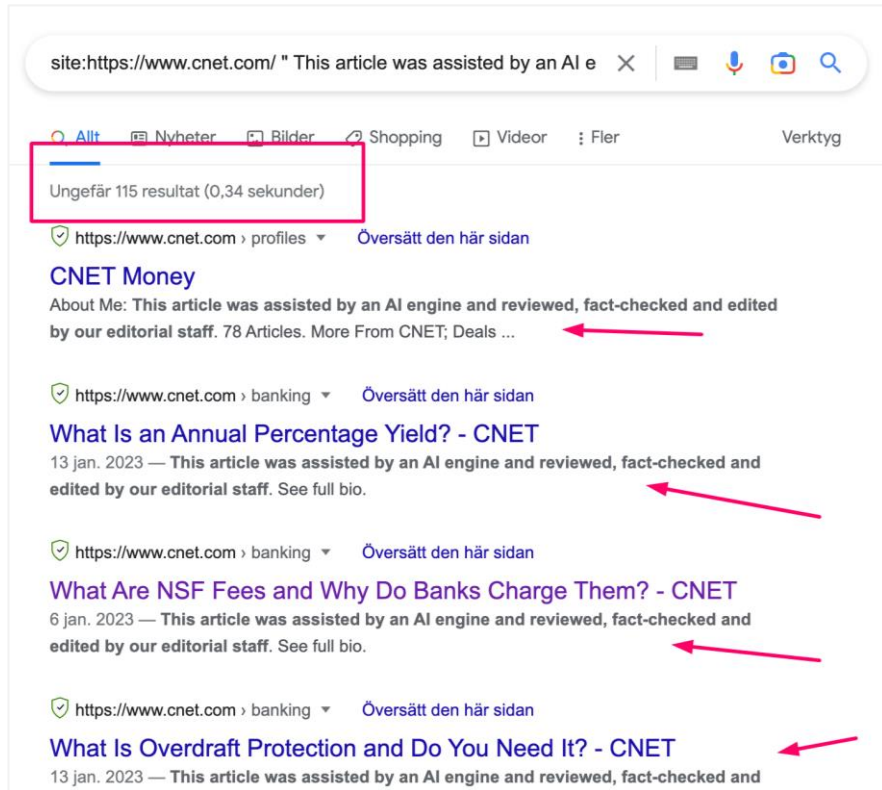 site:https://www.cnet.com/ " This article was assisted by an AI e
Allt Nyheter Bilder Shopping Videor Fler Verktyg
Ungefär 115 resultat (0,34 sekunder)
https://www.cnet.com › profiles Översätt den här sidan
CNET Money
About Me: This article was assisted by an AI engine and reviewed, fact-checked and edited
by our editorial staff. 78 Articles. More From CNET; Deals ...
https://www.cnet.com › banking Översätt den här sidan
What Is an Annual Percentage Yield? - CNET
13 jan. 2023 — This article was assisted by an AI engine and reviewed, fact-checked and
edited by our editorial staff. See full bio.
https://www.cnet.com › banking Översätt den här sidan
What Are NSF Fees and Why Do Banks Charge Them? - CNET
6 jan. 2023 — This article was assisted by an AI engine and reviewed, fact-checked and
edited by our editorial staff. See full bio.
https://www.cnet.com › banking Översätt den här sidan
What Is Overdraft Protection and Do You Need It? - CNET
13 jan. 2023 — This article was assisted by an AI engine and reviewed, fact-checked and